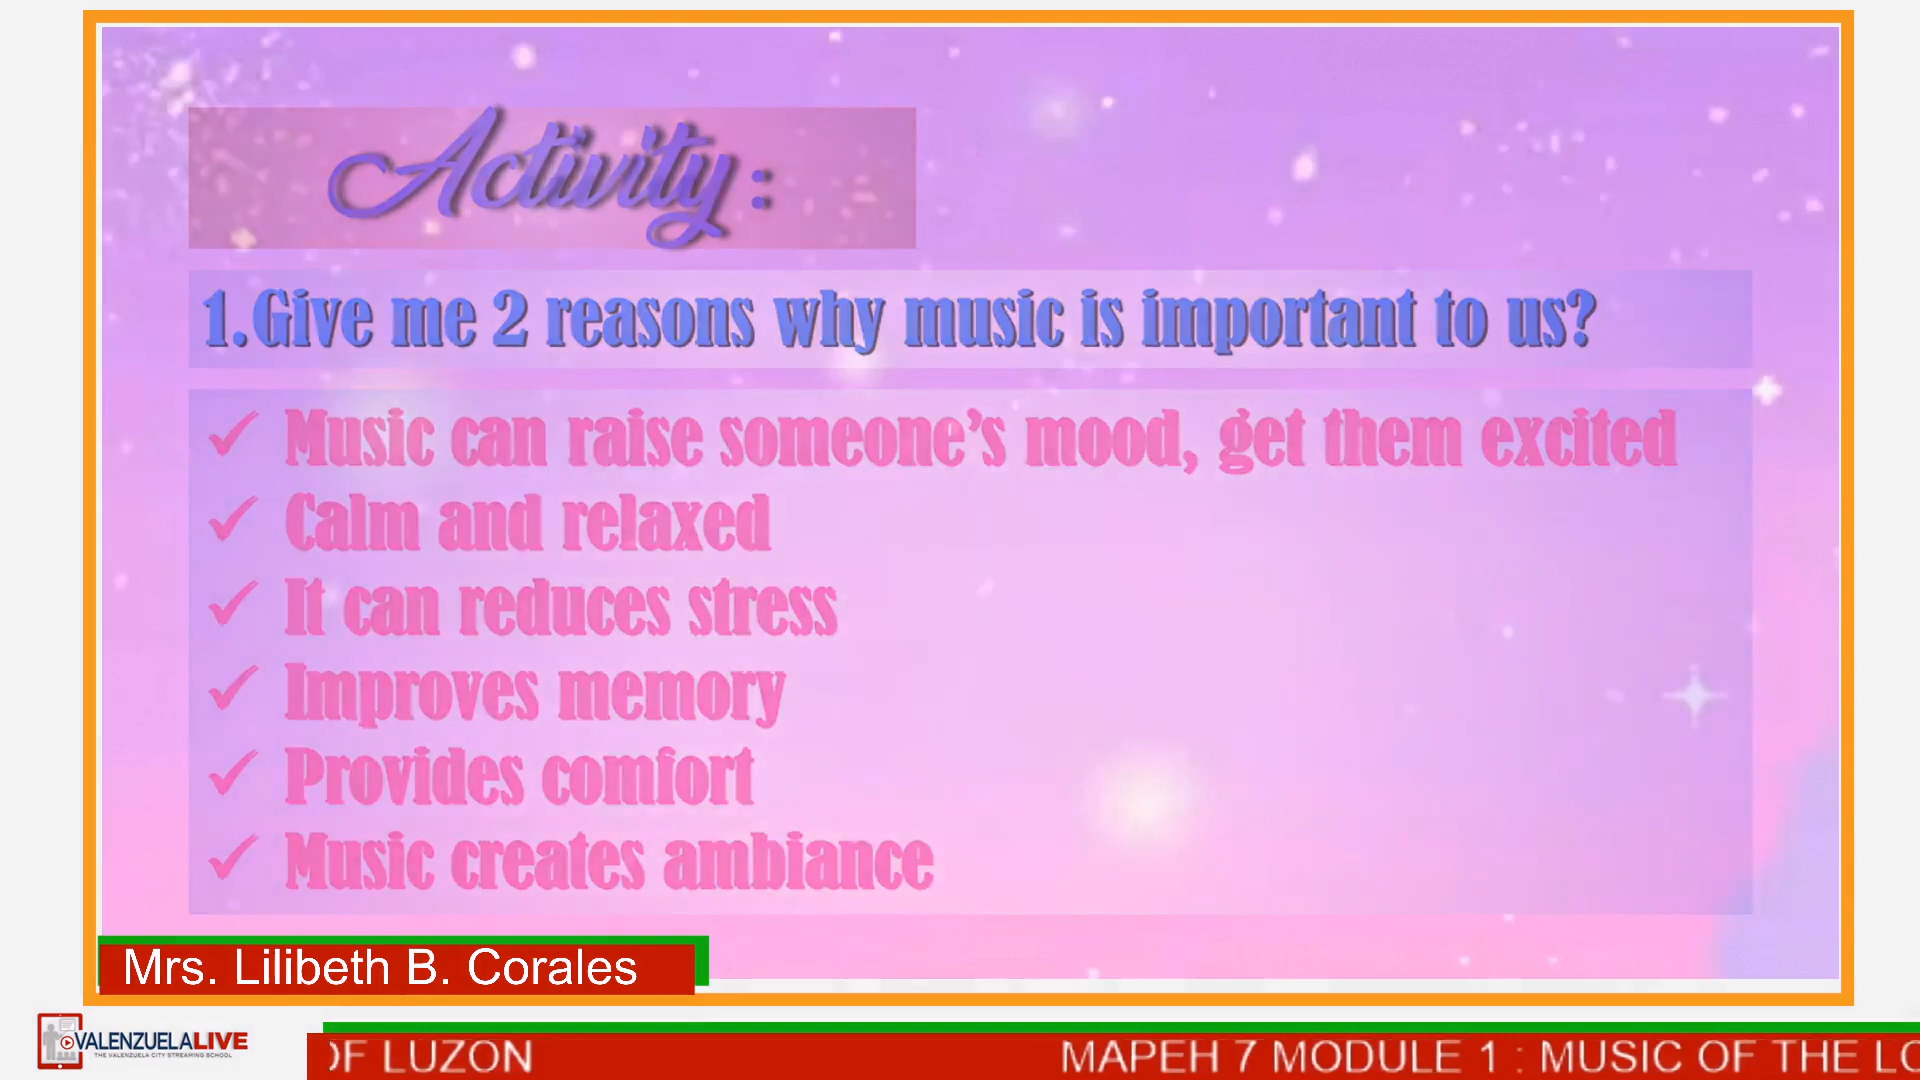 Activity :
1. Give me 2 reasons why music is important to us?
✓ Music can raise someone's mood, get them excited
✓ Calm and relaxed
✓ It can reduces stress
✓ Improves memory
✓ Provides comfort
✓ Music creates ambiance
Mrs. Lilibeth B. Corales
VALENZUELALIVE
THE VALENZUELA CITY STREAMING SCHOOL
OF LUZON MAPEH 7 MODULE 1 : MUSIC OF THE